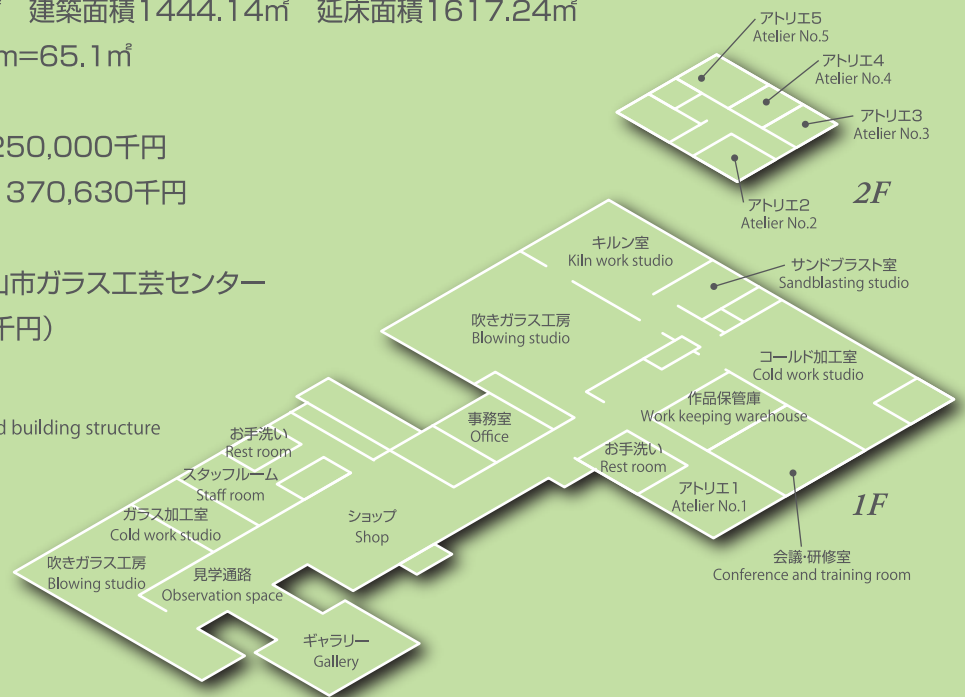 建築面積1444.14㎡ 延床面積1617.24㎡
m=65.1㎡
250,000千円
370,630千円
山市ガラス工芸センター
千円）
d building structure
アトリエ5
Atelier No.5
アトリエ4
Atelier No.4
アトリエ3
Atelier No.3
アトリエ2
Atelier No.2
2F
キルン室
Kiln work studio
サンドブラスト室
Sandblasting studio
吹きガラス工房
Blowing studio
コールド加工室
Cold work studio
作品保管庫
Work keeping warehouse
事務室
Office
お手洗い
Rest room
お手洗い
Rest room
スタッフルーム
Staff room
アトリエ1
Atelier No.1
1F
ガラス加工室
Cold work studio
ショップ
Shop
吹きガラス工房
Blowing studio
見学通路
Observation space
会議・研修室
Conference and training room
ギャラリー
Gallery